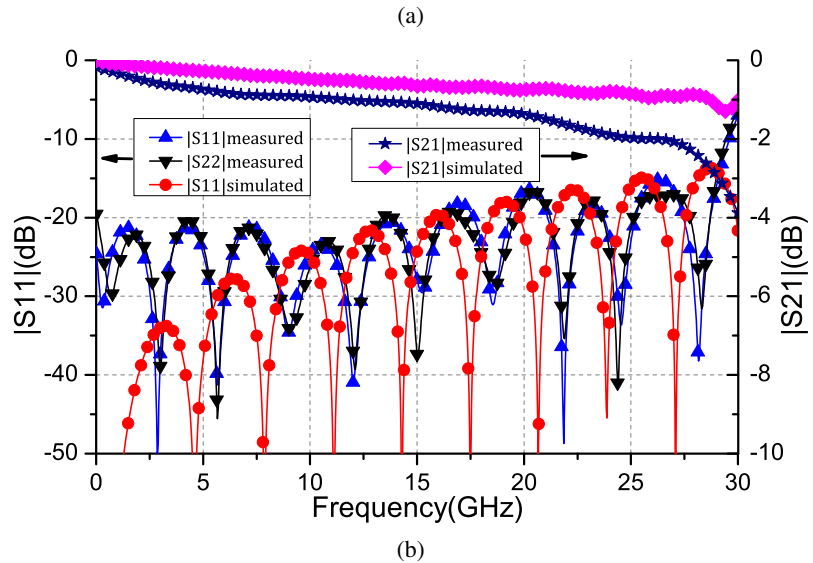 (a)
0
-10
-20
-30
-40
-50
|S11|(dB)
|S11|measured
|S22|measured
|S11|simulated
|S21|measured
|S21|simulated
0
-2
-4
-6
-8
-10
|S21|(dB)
0
5
10
15
20
25
30
Frequency(GHz)
(b)